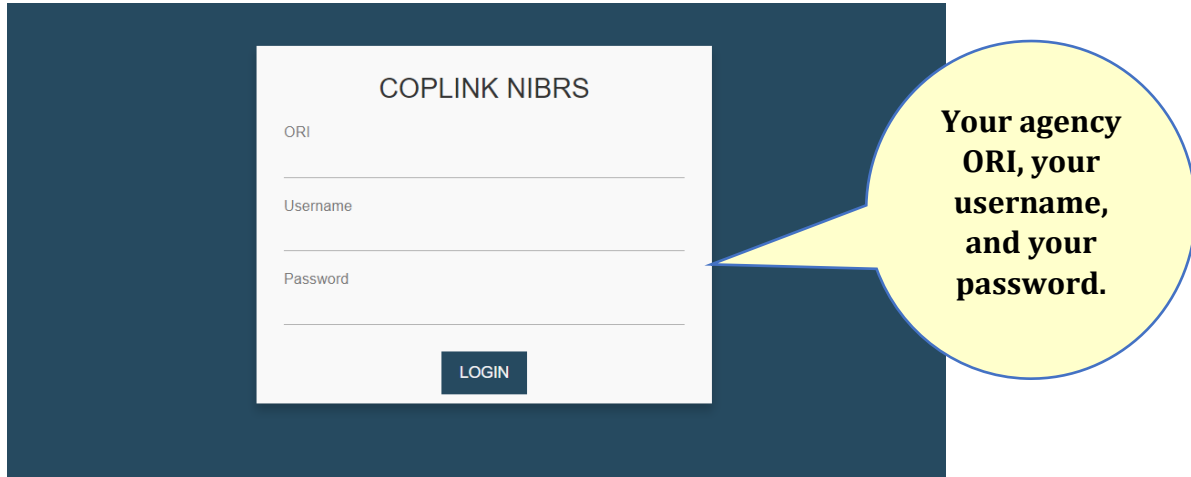 COPLINK NIBRS
ORI
Username
Password
LOGIN
Your agency
ORI, your
username,
and your
password.